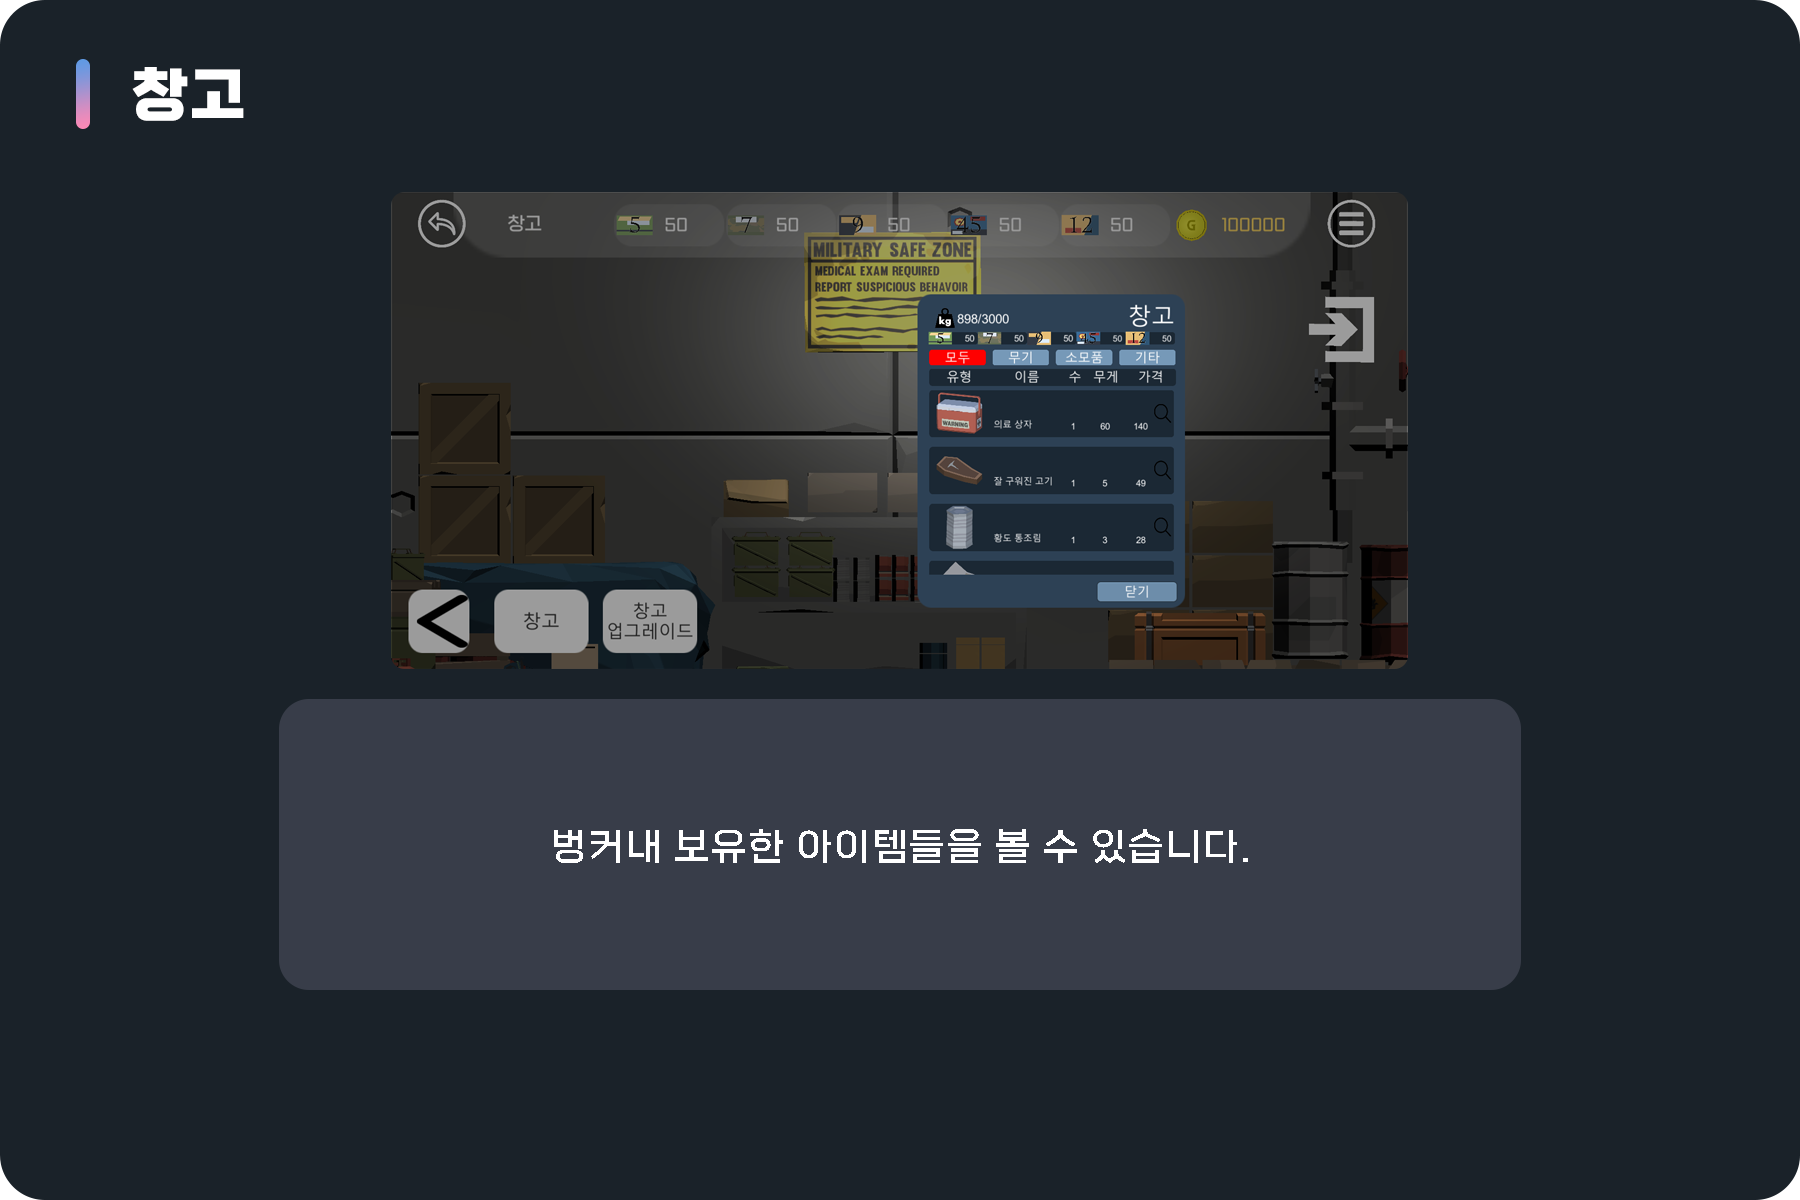 창고
창고 5 50 7 50 9 50 45 50 12 50 G 100000
MILITARY SAFE ZONE
MEDICAL EXAM REQUIRED
REPORT SUSPICIOUS BEHAVOIR
kg 898/3000 창고
5 50 7 50 9 50 45 50 12 50
모두 무기 소모품 기타
유형 이름 수 무게 가격
WARNING 의료 상자 1 60 140
잘 구워진 고기 1 5 49
황도 통조림 1 3 28
닫기
창고
창고
업그레이드
벙커내 보유한 아이템들을 볼 수 있습니다.